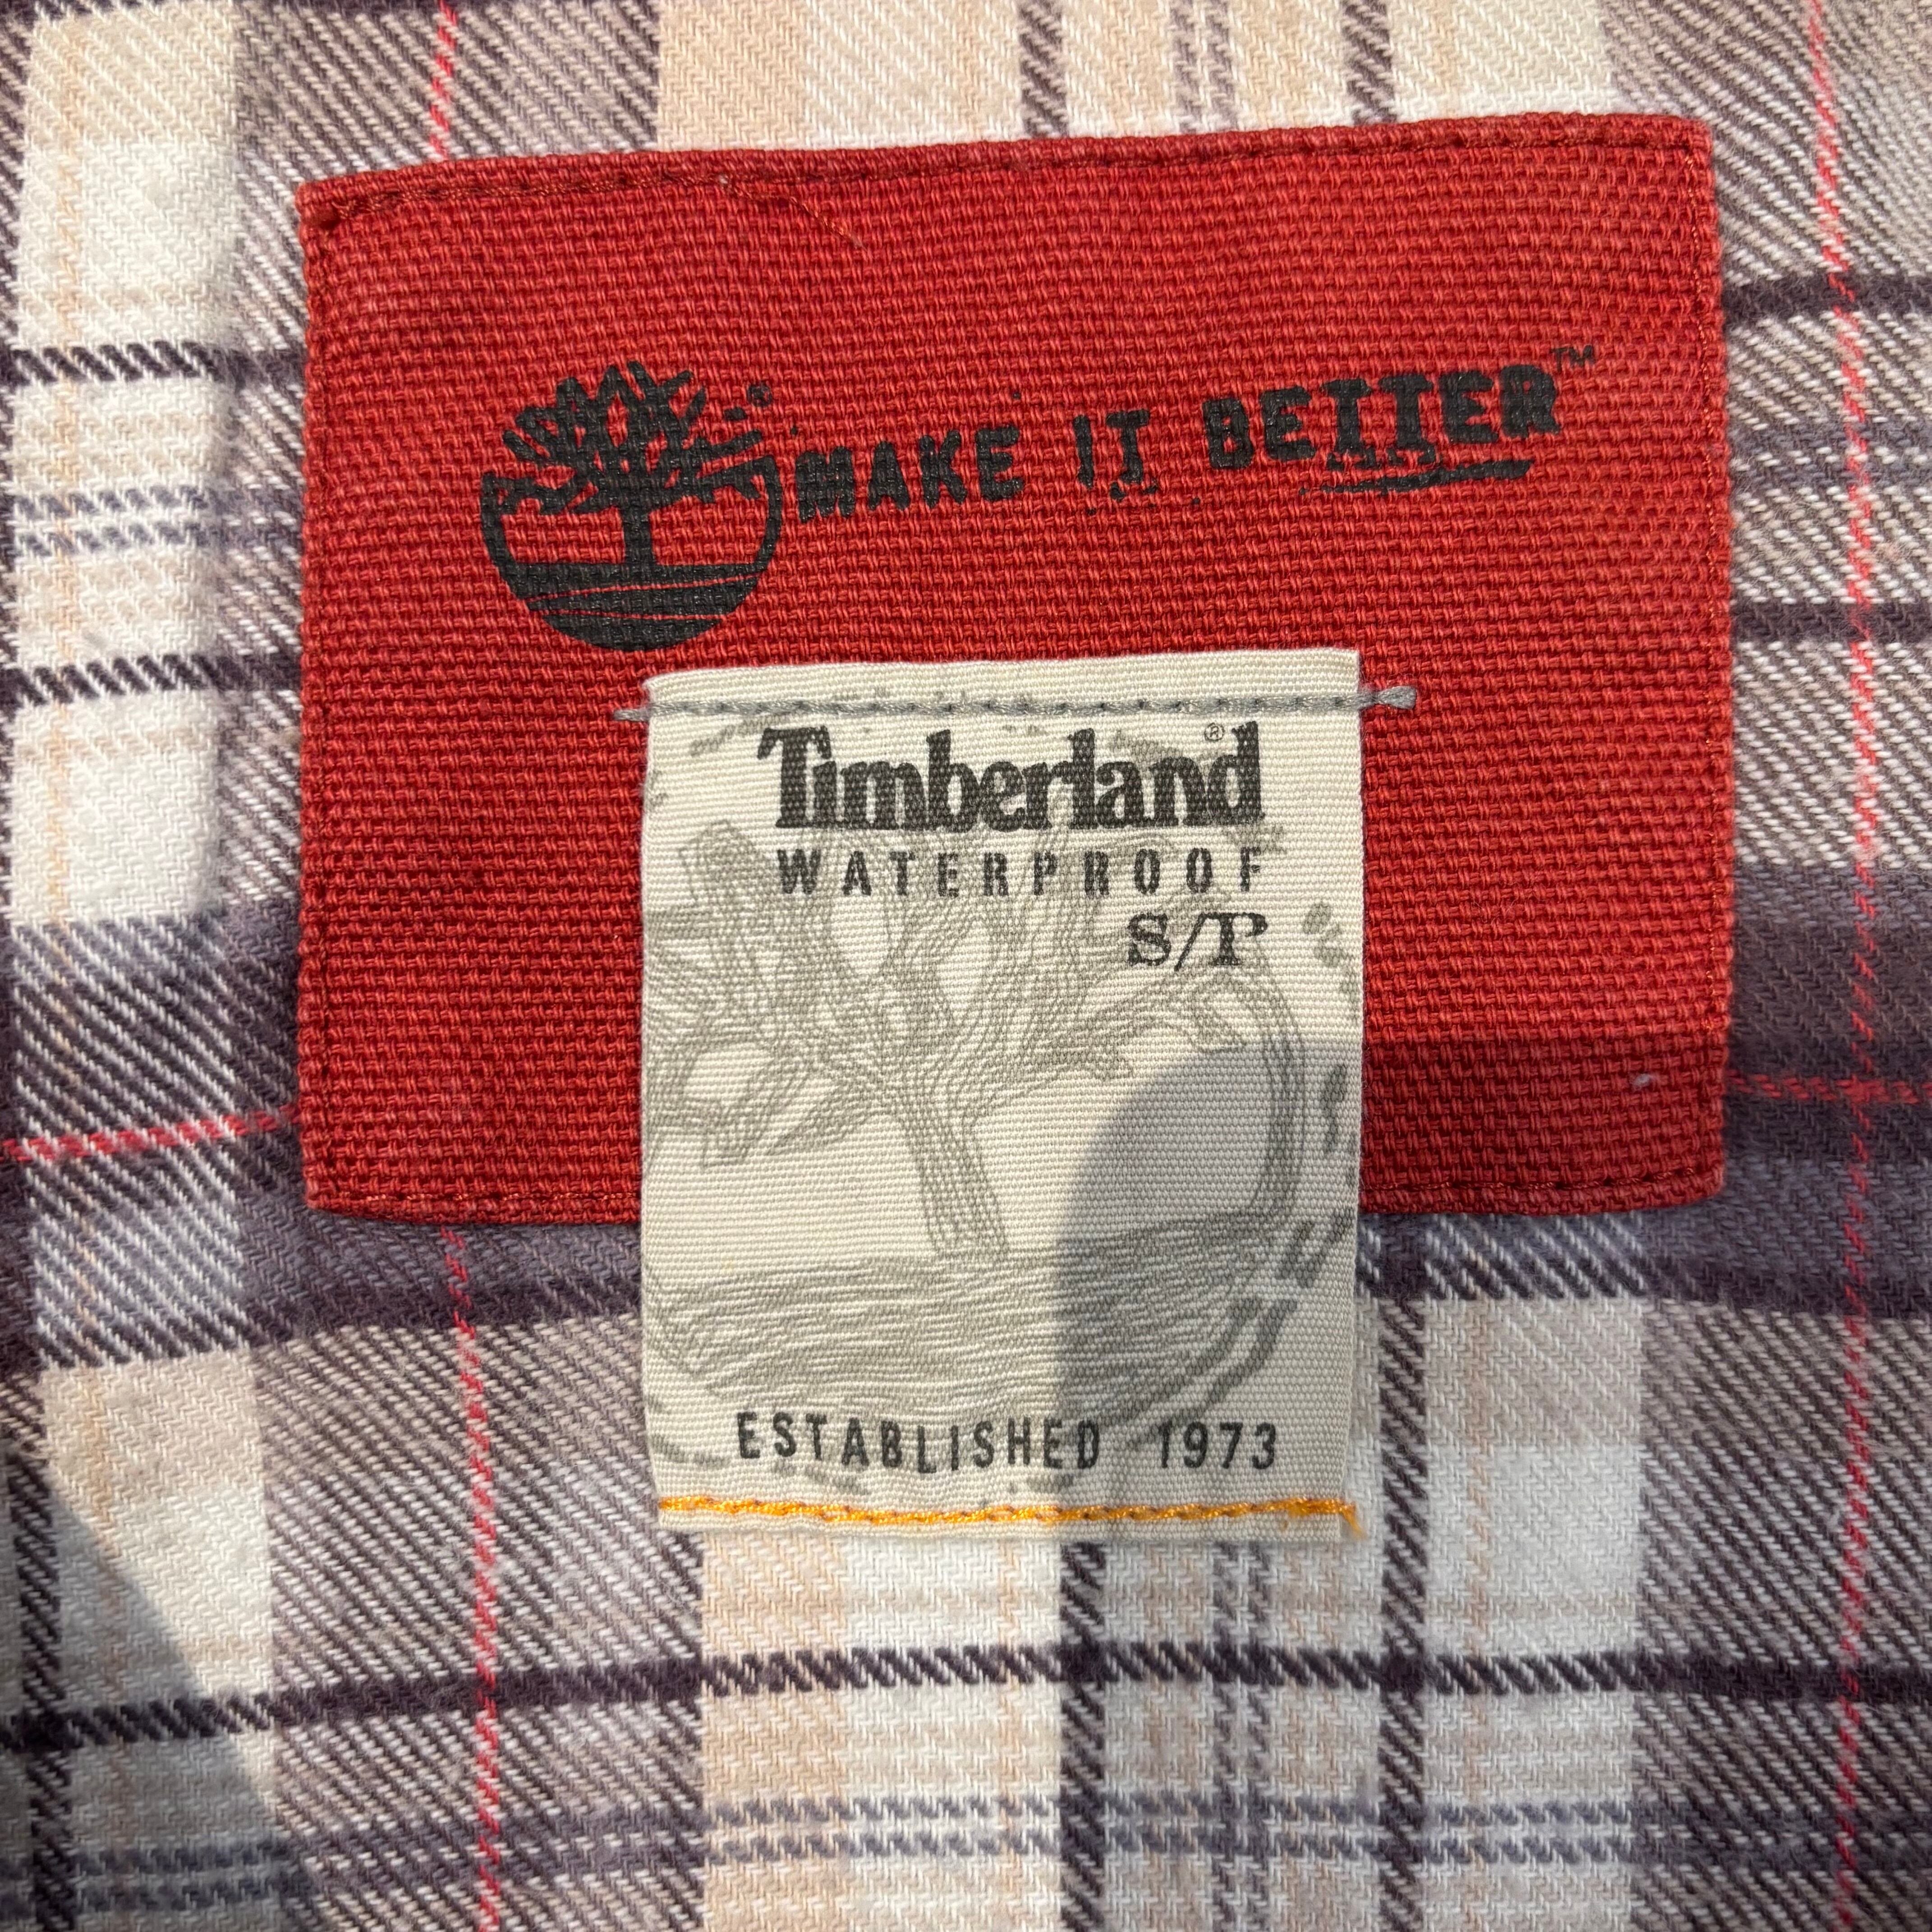 MAKE IT BETTER™
Timberland®
WATERPROOF
S/P
ESTABLISHED 1973